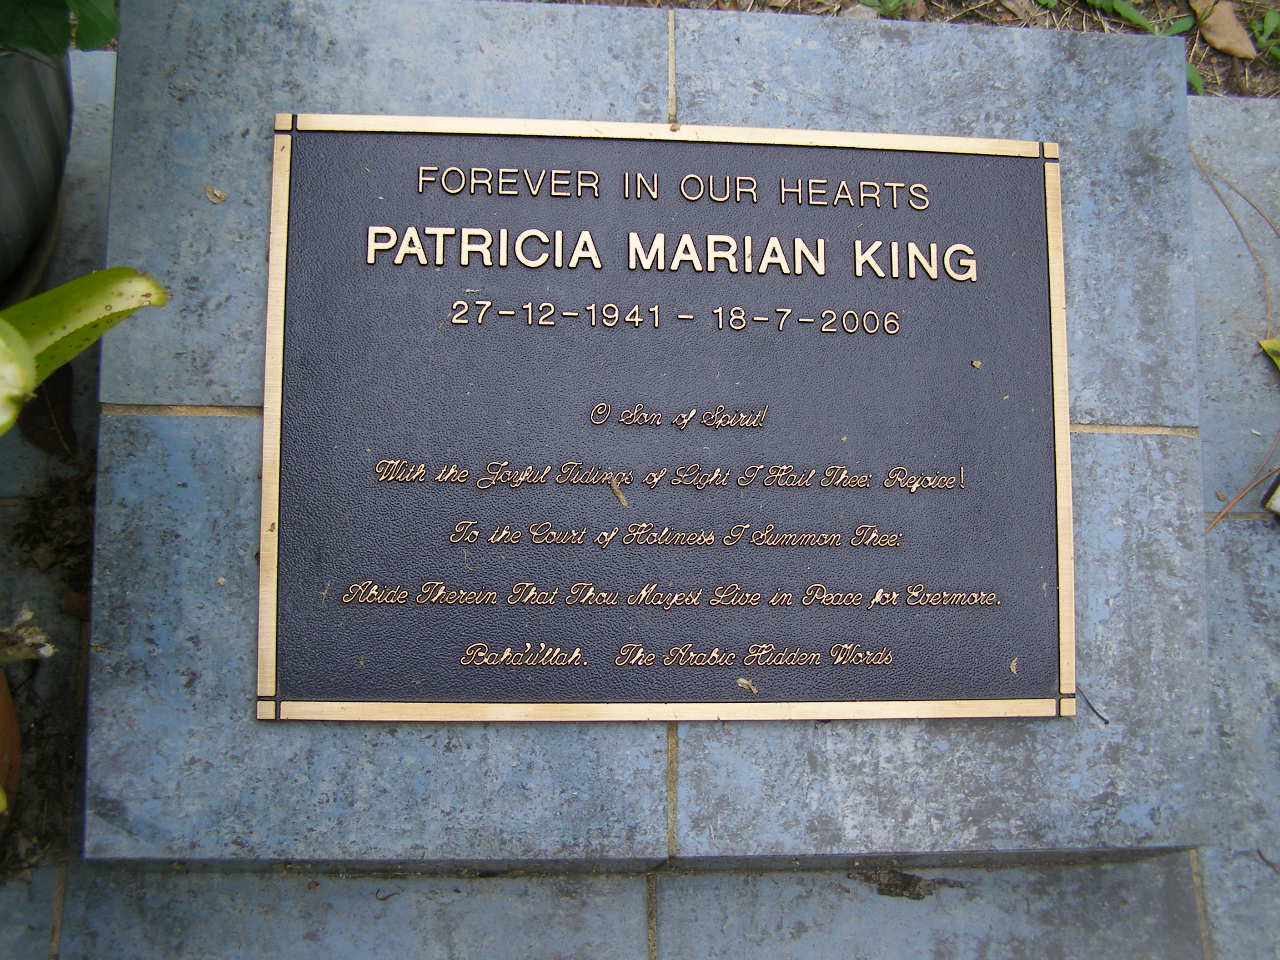 FOREVER IN OUR HEARTS
PATRICIA MARIAN KING
27-12-1941 - 18-7-2006
O Son of Spirit!
With the Joyful Tidings of Light I Hail Thee: Rejoice!
To the Court of Holiness I Summon Thee:
Abide Therein That Thou Mayest Live in Peace for Evermore.
Baha'u'llah. The Arabic Hidden Words